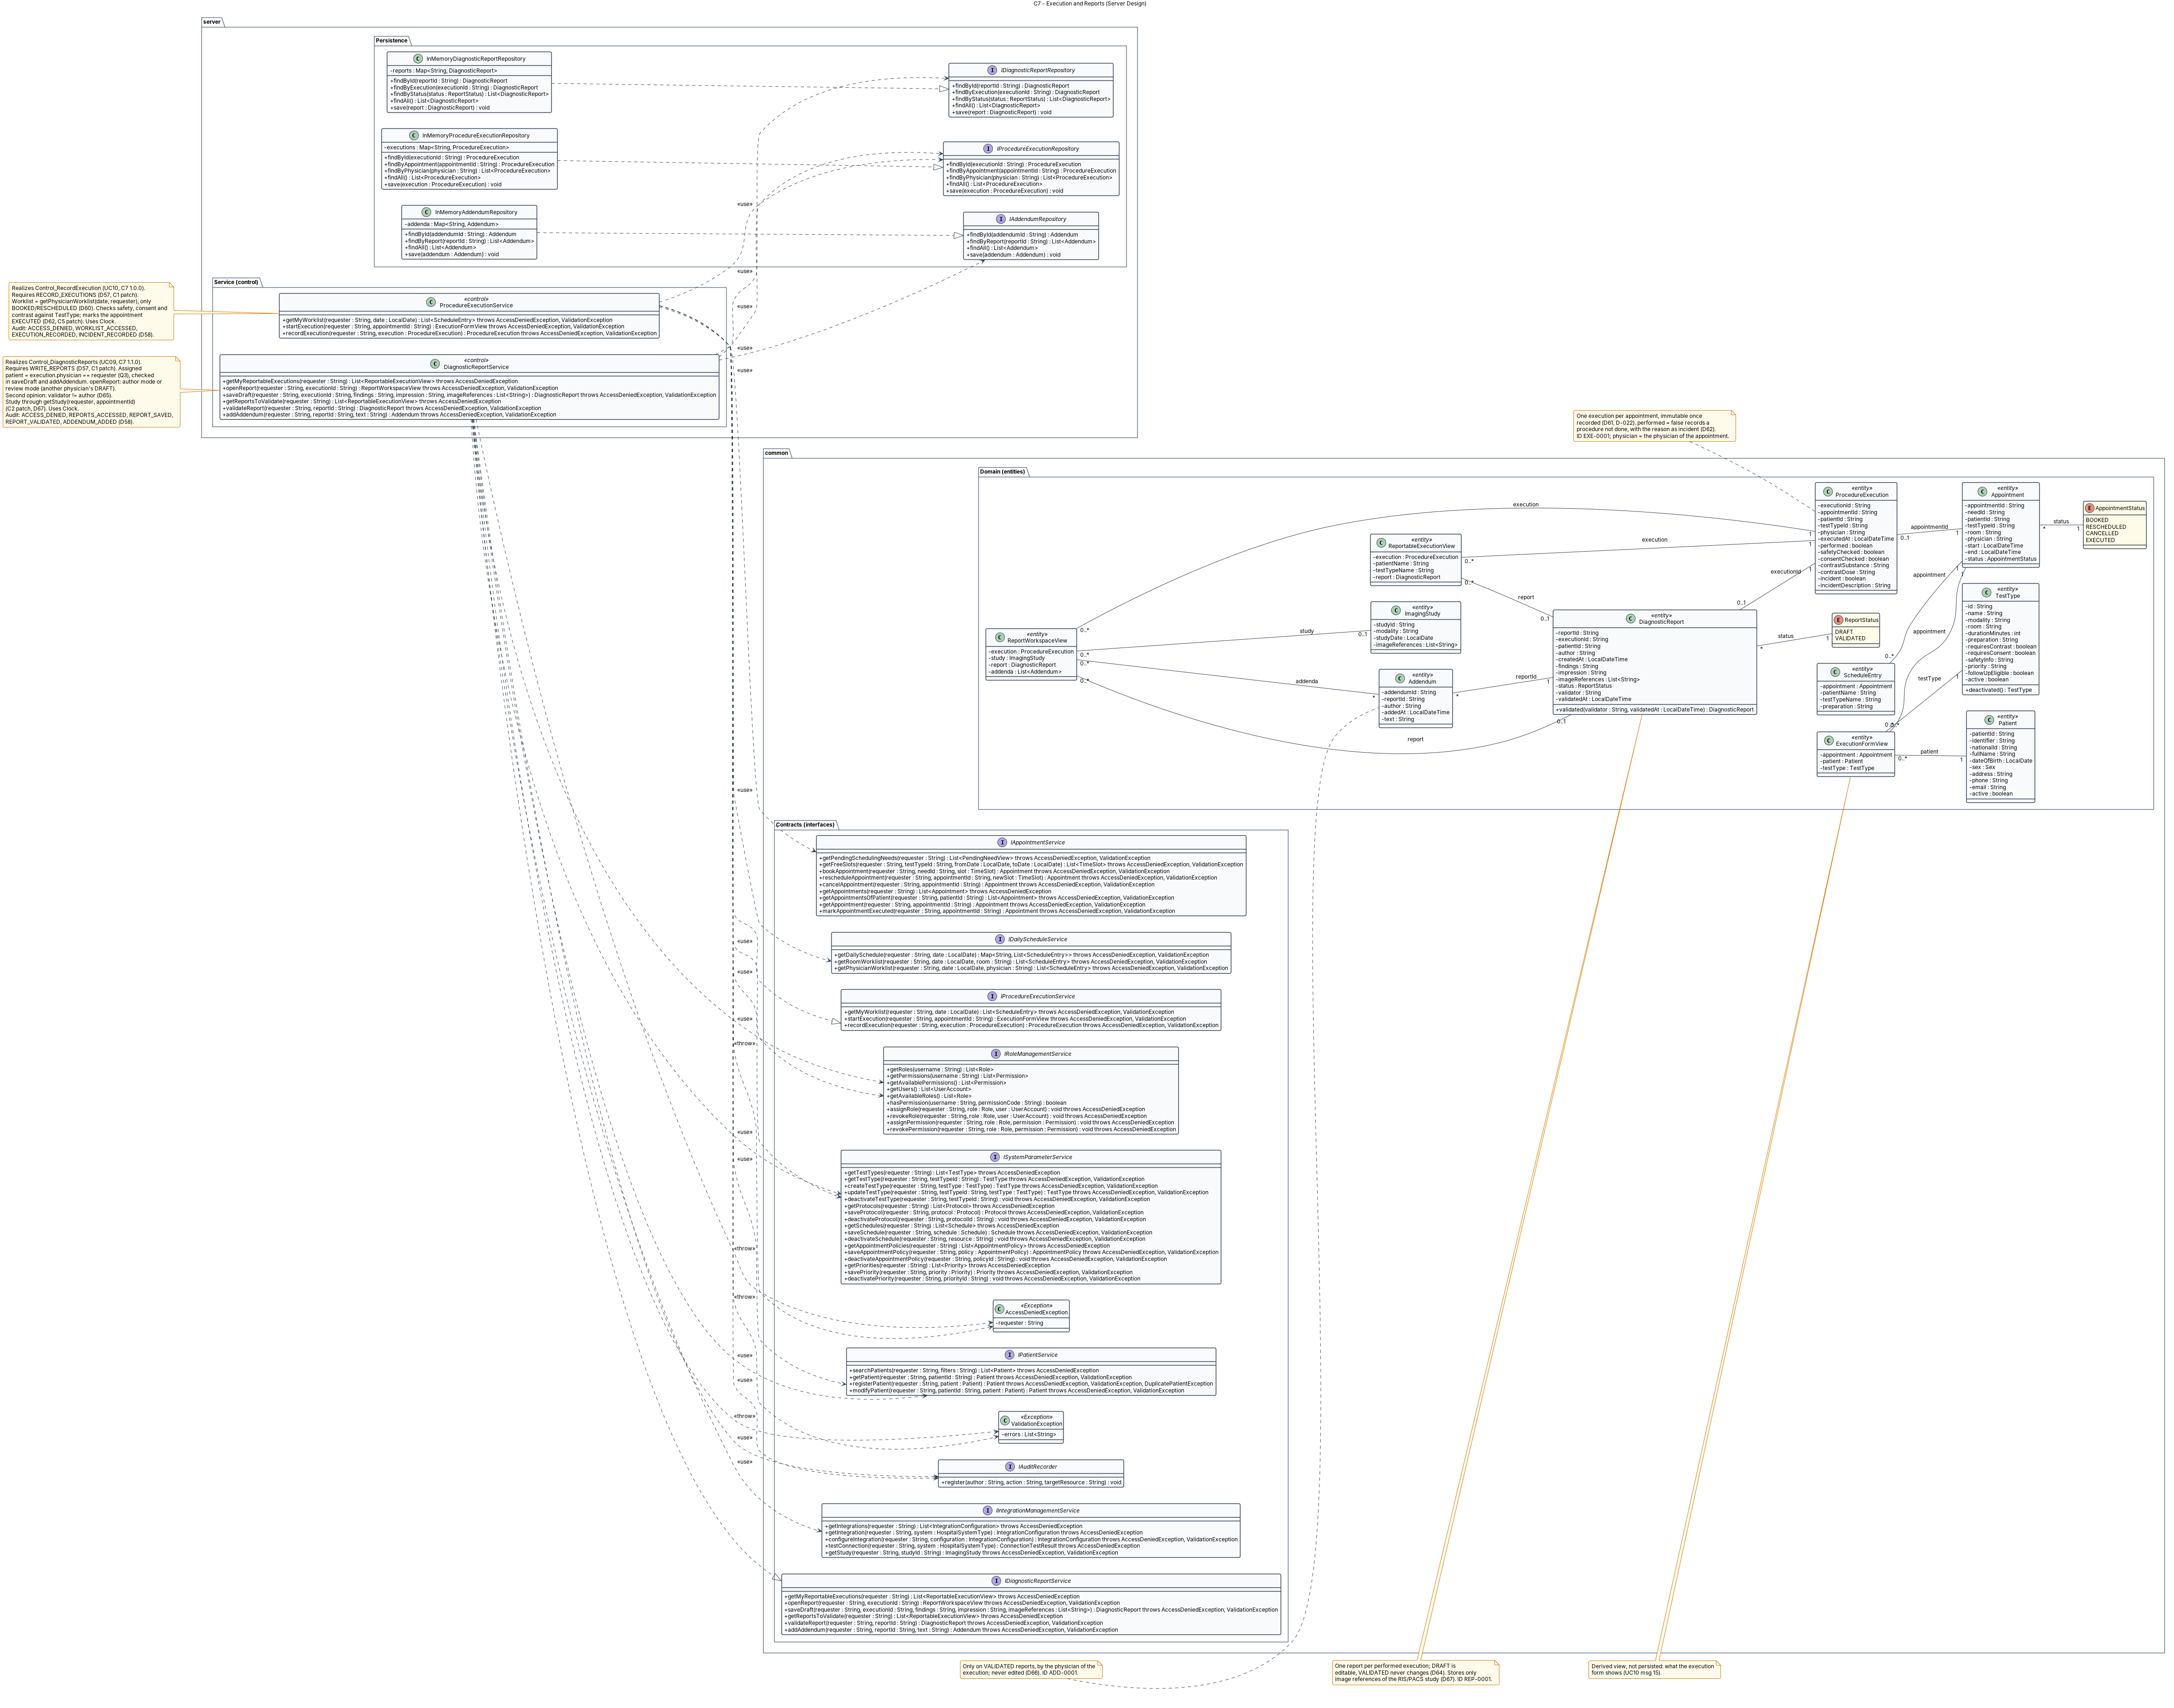 C7 - Execution and Reports (Server Design)
server
Persistence
InMemoryDiagnosticReportRepository
-reports : Map<String, DiagnosticReport>
+findById(reportId : String) : DiagnosticReport
+findByExecution(executionId : String) : DiagnosticReport
+findByStatus(status : ReportStatus) : List<DiagnosticReport>
+findAll() : List<DiagnosticReport>
+save(report : DiagnosticReport) : void
IDiagnosticReportRepository
+findById(reportId : String) : DiagnosticReport
+findByExecution(executionId : String) : DiagnosticReport
+findByStatus(status : ReportStatus) : List<DiagnosticReport>
+findAll() : List<DiagnosticReport>
+save(report : DiagnosticReport) : void
InMemoryProcedureExecutionRepository
-executions : Map<String, ProcedureExecution>
+findById(executionId : String) : ProcedureExecution
+findByAppointment(appointmentId : String) : ProcedureExecution
+findByPhysician(physician : String) : List<ProcedureExecution>
+findAll() : List<ProcedureExecution>
+save(execution : ProcedureExecution) : void
IProcedureExecutionRepository
+findById(executionId : String) : ProcedureExecution
+findByAppointment(appointmentId : String) : ProcedureExecution
+findByPhysician(physician : String) : List<ProcedureExecution>
+findAll() : List<ProcedureExecution>
+save(execution : ProcedureExecution) : void
InMemoryAddendumRepository
-addenda : Map<String, Addendum>
+findById(addendumId : String) : Addendum
+findByReport(reportId : String) : List<Addendum>
+findAll() : List<Addendum>
+save(addendum : Addendum) : void
IAddendumRepository
+findById(addendumId : String) : Addendum
+findByReport(reportId : String) : List<Addendum>
+findAll() : List<Addendum>
+save(addendum : Addendum) : void
«use»
«use»
«use»
«use»
«use»
Service (control)
«control»
ProcedureExecutionService
+getMyWorklist(requester : String, date : LocalDate) : List<ScheduleEntry> throws AccessDeniedException, ValidationException
+startExecution(requester : String, appointmentId : String) : ExecutionFormView throws AccessDeniedException, ValidationException
+recordExecution(requester : String, execution : ProcedureExecution) : ProcedureExecution throws AccessDeniedException, ValidationException
«control»
DiagnosticReportService
+getMyReportableExecutions(requester : String) : List<ReportableExecutionView> throws AccessDeniedException
+openReport(requester : String, executionId : String) : ReportWorkspaceView throws AccessDeniedException, ValidationException
+saveDraft(requester : String, executionId : String, findings : String, impression : String, imageReferences : List<String>) : DiagnosticReport throws AccessDeniedException, ValidationException
+getReportsToValidate(requester : String) : List<ReportableExecutionView> throws AccessDeniedException
+validateReport(requester : String, reportId : String) : DiagnosticReport throws AccessDeniedException, ValidationException
+addAddendum(requester : String, reportId : String, text : String) : Addendum throws AccessDeniedException, ValidationException
Realizes Control_RecordExecution (UC10, C7 1.0.0).
Requires RECORD_EXECUTIONS (D57, C1 patch).
Worklist = getPhysicianWorklist(date, requester), only
BOOKED/RESCHEDULED (D60). Checks safety, consent and
contrast against TestType; marks the appointment
EXECUTED (D62, C5 patch). Uses Clock.
Audit: ACCESS_DENIED, WORKLIST_ACCESSED,
EXECUTION_RECORDED, INCIDENT_RECORDED (D58).
Realizes Control_DiagnosticReports (UC09, C7 1.1.0).
Requires WRITE_REPORTS (D57, C1 patch). Assigned
patient = execution.physician == requester (Q3), checked
in saveDraft and addAddendum. openReport: author mode or
review mode (another physician's DRAFT).
Second opinion: validator != author (D65).
Study through getStudy(requester, appointmentId)
(C2 patch, D67). Uses Clock.
Audit: ACCESS_DENIED, REPORTS_ACCESSED, REPORT_SAVED,
REPORT_VALIDATED, ADDENDUM_ADDED (D58).
common
Domain (entities)
One execution per appointment, immutable once
recorded (D61, D-022). performed = false records a
procedure not done, with the reason as incident (D62).
ID EXE-0001; physician = the physician of the appointment.
«entity»
ReportWorkspaceView
-execution : ProcedureExecution
-study : ImagingStudy
-report : DiagnosticReport
-addenda : List<Addendum>
«entity»
ReportableExecutionView
-execution : ProcedureExecution
-patientName : String
-testTypeName : String
-report : DiagnosticReport
«entity»
ImagingStudy
-studyId : String
-modality : String
-studyDate : LocalDate
-imageReferences : List<String>
«entity»
Addendum
-addendumId : String
-reportId : String
-author : String
-addedAt : LocalDateTime
-text : String
«entity»
DiagnosticReport
-reportId : String
-executionId : String
-patientId : String
-author : String
-createdAt : LocalDateTime
-findings : String
-impression : String
-imageReferences : List<String>
-status : ReportStatus
-validator : String
-validatedAt : LocalDateTime
+validated(validator : String, validatedAt : LocalDateTime) : DiagnosticReport
«entity»
ProcedureExecution
-executionId : String
-appointmentId : String
-patientId : String
-testTypeId : String
-physician : String
-executedAt : LocalDateTime
-performed : boolean
-safetyChecked : boolean
-consentChecked : boolean
-contrastSubstance : String
-contrastDose : String
-incident : boolean
-incidentDescription : String
ReportStatus
DRAFT
VALIDATED
«entity»
ScheduleEntry
-appointment : Appointment
-patientName : String
-testTypeName : String
-preparation : String
«entity»
ExecutionFormView
-appointment : Appointment
-patient : Patient
-testType : TestType
«entity»
Appointment
-appointmentId : String
-needId : String
-patientId : String
-testTypeId : String
-room : String
-physician : String
-start : LocalDateTime
-end : LocalDateTime
-status : AppointmentStatus
«entity»
TestType
-id : String
-name : String
-modality : String
-room : String
-durationMinutes : int
-preparation : String
-requiresContrast : boolean
-requiresConsent : boolean
-safetyInfo : String
-priority : String
-followUpEligible : boolean
-active : boolean
+deactivated() : TestType
«entity»
Patient
-patientId : String
-identifier : String
-nationalId : String
-fullName : String
-dateOfBirth : LocalDate
-sex : Sex
-address : String
-phone : String
-email : String
-active : boolean
AppointmentStatus
BOOKED
RESCHEDULED
CANCELLED
EXECUTED
execution
0..*
1
execution
0..*
1
report
0..*
0..1
study
0..*
0..1
addenda
0..*
*
report
0..*
0..1
reportId
*
1
executionId
0..1
1
status
*
1
appointmentId
0..1
1
status
*
1
appointment
0..*
1
appointment
1
testType
1
patient
0..*
1
Contracts (interfaces)
IAppointmentService
+getPendingSchedulingNeeds(requester : String) : List<PendingNeedView> throws AccessDeniedException, ValidationException
+getFreeSlots(requester : String, testTypeId : String, fromDate : LocalDate, toDate : LocalDate) : List<TimeSlot> throws AccessDeniedException, ValidationException
+bookAppointment(requester : String, needId : String, slot : TimeSlot) : Appointment throws AccessDeniedException, ValidationException
+rescheduleAppointment(requester : String, appointmentId : String, newSlot : TimeSlot) : Appointment throws AccessDeniedException, ValidationException
+cancelAppointment(requester : String, appointmentId : String) : Appointment throws AccessDeniedException, ValidationException
+getAppointments(requester : String) : List<Appointment> throws AccessDeniedException
+getAppointmentsOfPatient(requester : String, patientId : String) : List<Appointment> throws AccessDeniedException, ValidationException
+getAppointment(requester : String, appointmentId : String) : Appointment throws AccessDeniedException, ValidationException
+markAppointmentExecuted(requester : String, appointmentId : String) : Appointment throws AccessDeniedException, ValidationException
IDailyScheduleService
+getDailySchedule(requester : String, date : LocalDate) : Map<String, List<ScheduleEntry>> throws AccessDeniedException, ValidationException
+getRoomWorklist(requester : String, date : LocalDate, room : String) : List<ScheduleEntry> throws AccessDeniedException, ValidationException
+getPhysicianWorklist(requester : String, date : LocalDate, physician : String) : List<ScheduleEntry> throws AccessDeniedException, ValidationException
IProcedureExecutionService
+getMyWorklist(requester : String, date : LocalDate) : List<ScheduleEntry> throws AccessDeniedException, ValidationException
+startExecution(requester : String, appointmentId : String) : ExecutionFormView throws AccessDeniedException, ValidationException
+recordExecution(requester : String, execution : ProcedureExecution) : ProcedureExecution throws AccessDeniedException, ValidationException
IRoleManagementService
+getRoles(username : String) : List<Role>
+getPermissions(username : String) : List<Permission>
+getAvailablePermissions() : List<Permission>
+getUsers() : List<UserAccount>
+getAvailableRoles() : List<Role>
+hasPermission(username : String, permissionCode : String) : boolean
+assignRole(requester : String, role : Role, user : UserAccount) : void throws AccessDeniedException
+revokeRole(requester : String, role : Role, user : UserAccount) : void throws AccessDeniedException
+assignPermission(requester : String, role : Role, permission : Permission) : void throws AccessDeniedException
+revokePermission(requester : String, role : Role, permission : Permission) : void throws AccessDeniedException
ISystemParameterService
+getTestTypes(requester : String) : List<TestType> throws AccessDeniedException
+getTestType(requester : String, testTypeId : String) : TestType throws AccessDeniedException, ValidationException
+createTestType(requester : String, testType : TestType) : TestType throws AccessDeniedException, ValidationException
+updateTestType(requester : String, testTypeId : String, testType : TestType) : TestType throws AccessDeniedException, ValidationException
+deactivateTestType(requester : String, testTypeId : String) : void throws AccessDeniedException, ValidationException
+getProtocols(requester : String) : List<Protocol> throws AccessDeniedException
+saveProtocol(requester : String, protocol : Protocol) : Protocol throws AccessDeniedException, ValidationException
+deactivateProtocol(requester : String, protocolId : String) : void throws AccessDeniedException, ValidationException
+getSchedules(requester : String) : List<Schedule> throws AccessDeniedException
+saveSchedule(requester : String, schedule : Schedule) : Schedule throws AccessDeniedException, ValidationException
+deactivateSchedule(requester : String, resource : String) : void throws AccessDeniedException, ValidationException
+getAppointmentPolicies(requester : String) : List<AppointmentPolicy> throws AccessDeniedException
+saveAppointmentPolicy(requester : String, policy : AppointmentPolicy) : AppointmentPolicy throws AccessDeniedException, ValidationException
+deactivateAppointmentPolicy(requester : String, policyId : String) : void throws AccessDeniedException, ValidationException
+getPriorities(requester : String) : List<Priority> throws AccessDeniedException
+savePriority(requester : String, priority : Priority) : Priority throws AccessDeniedException, ValidationException
+deactivatePriority(requester : String, priorityId : String) : void throws AccessDeniedException, ValidationException
«Exception»
AccessDeniedException
-requester : String
IPatientService
+searchPatients(requester : String, filters : String) : List<Patient> throws AccessDeniedException
+getPatient(requester : String, patientId : String) : Patient throws AccessDeniedException, ValidationException
+registerPatient(requester : String, patient : Patient) : Patient throws AccessDeniedException, ValidationException, DuplicatePatientException
+modifyPatient(requester : String, patientId : String, patient : Patient) : Patient throws AccessDeniedException, ValidationException
«Exception»
ValidationException
-errors : List<String>
IAuditRecorder
+register(author : String, action : String, targetResource : String) : void
IIntegrationManagementService
+getIntegrations(requester : String) : List<IntegrationConfiguration> throws AccessDeniedException
+getIntegration(requester : String, system : HospitalSystemType) : IntegrationConfiguration throws AccessDeniedException
+configureIntegration(requester : String, configuration : IntegrationConfiguration) : IntegrationConfiguration throws AccessDeniedException, ValidationException
+testConnection(requester : String, system : HospitalSystemType) : ConnectionTestResult throws AccessDeniedException
+getStudy(requester : String, studyId : String) : ImagingStudy throws AccessDeniedException, ValidationException
IDiagnosticReportService
+getMyReportableExecutions(requester : String) : List<ReportableExecutionView> throws AccessDeniedException
+openReport(requester : String, executionId : String) : ReportWorkspaceView throws AccessDeniedException, ValidationException
+saveDraft(requester : String, executionId : String, findings : String, impression : String, imageReferences : List<String>) : DiagnosticReport throws AccessDeniedException, ValidationException
+getReportsToValidate(requester : String) : List<ReportableExecutionView> throws AccessDeniedException
+validateReport(requester : String, reportId : String) : DiagnosticReport throws AccessDeniedException, ValidationException
+addAddendum(requester : String, reportId : String, text : String) : Addendum throws AccessDeniedException, ValidationException
«use»
«use»
«use»
«use»
«throw»
«use»
«use»
«throw»
«throw»
«use»
«use»
«throw»
«use»
«use»
Only on VALIDATED reports, by the physician of the
execution; never edited (D66). ID ADD-0001.
One report per performed execution; DRAFT is
editable, VALIDATED never changes (D64). Stores only
image references of the RIS/PACS study (D67). ID REP-0001.
Derived view, not persisted: what the execution
form shows (UC10 msg 15).